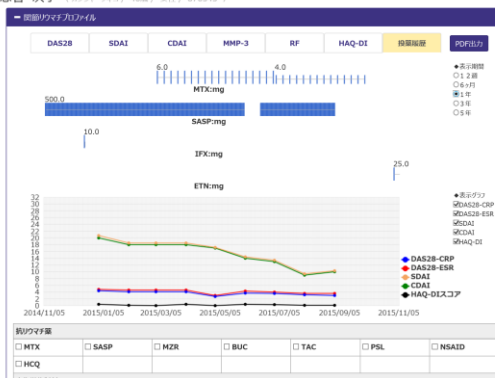 関節リウマチプロファイル
DAS28 SDAI CDAI MMP-3 RF HAQ-DI 投薬履歴 PDF出力
6.0 4.0
MTX:mg
500.0
SASP:mg
10.0
IFX:mg
25.0
ETN:mg
◆表示期間
１２週
6ヶ月
１年
３年
５年
32
30
28
26
24
22
20
18
16
14
12
10
8
6
4
2
0
2014/11/05 2015/01/05 2015/03/05 2015/05/05 2015/07/05 2015/09/05 2015/11/05
◆表示グラフ
DAS28-CRP
DAS28-ESR
SDAI
CDAI
HAQ-DI
DAS28-CRP
DAS28-ESR
SDAI
CDAI
HAQ-DIスコア
抗リウマチ薬
MTX SASP MZR BUC TAC PSL NSAID
HCQ